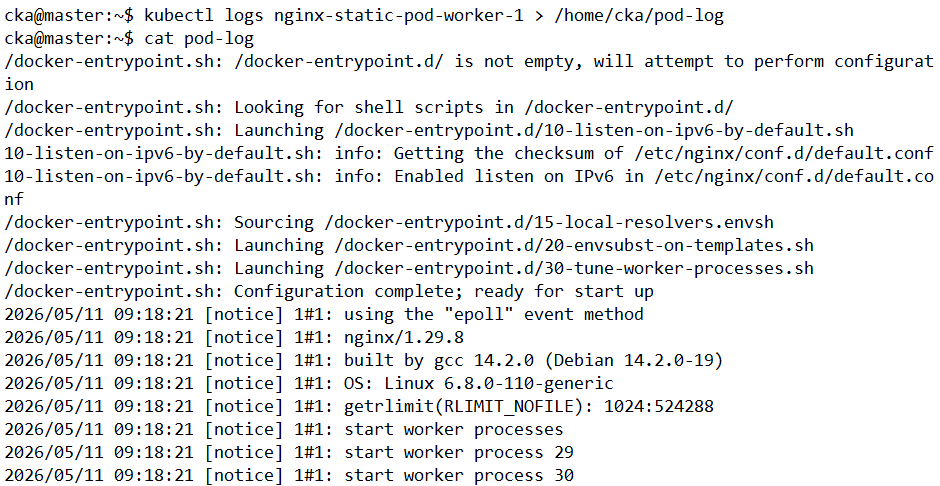 cka@master:~$ kubectl logs nginx-static-pod-worker-1 > /home/cka/pod-log
cka@master:~$ cat pod-log
/docker-entrypoint.sh: /docker-entrypoint.d/ is not empty, will attempt to perform configurat
ion
/docker-entrypoint.sh: Looking for shell scripts in /docker-entrypoint.d/
/docker-entrypoint.sh: Launching /docker-entrypoint.d/10-listen-on-ipv6-by-default.sh
10-listen-on-ipv6-by-default.sh: info: Getting the checksum of /etc/nginx/conf.d/default.conf
10-listen-on-ipv6-by-default.sh: info: Enabled listen on IPv6 in /etc/nginx/conf.d/default.co
nf
/docker-entrypoint.sh: Sourcing /docker-entrypoint.d/15-local-resolvers.envsh
/docker-entrypoint.sh: Launching /docker-entrypoint.d/20-envsubst-on-templates.sh
/docker-entrypoint.sh: Launching /docker-entrypoint.d/30-tune-worker-processes.sh
/docker-entrypoint.sh: Configuration complete; ready for start up
2026/05/11 09:18:21 [notice] 1#1: using the "epoll" event method
2026/05/11 09:18:21 [notice] 1#1: nginx/1.29.8
2026/05/11 09:18:21 [notice] 1#1: built by gcc 14.2.0 (Debian 14.2.0-19)
2026/05/11 09:18:21 [notice] 1#1: OS: Linux 6.8.0-110-generic
2026/05/11 09:18:21 [notice] 1#1: getrlimit(RLIMIT_NOFILE): 1024:524288
2026/05/11 09:18:21 [notice] 1#1: start worker processes
2026/05/11 09:18:21 [notice] 1#1: start worker process 29
2026/05/11 09:18:21 [notice] 1#1: start worker process 30